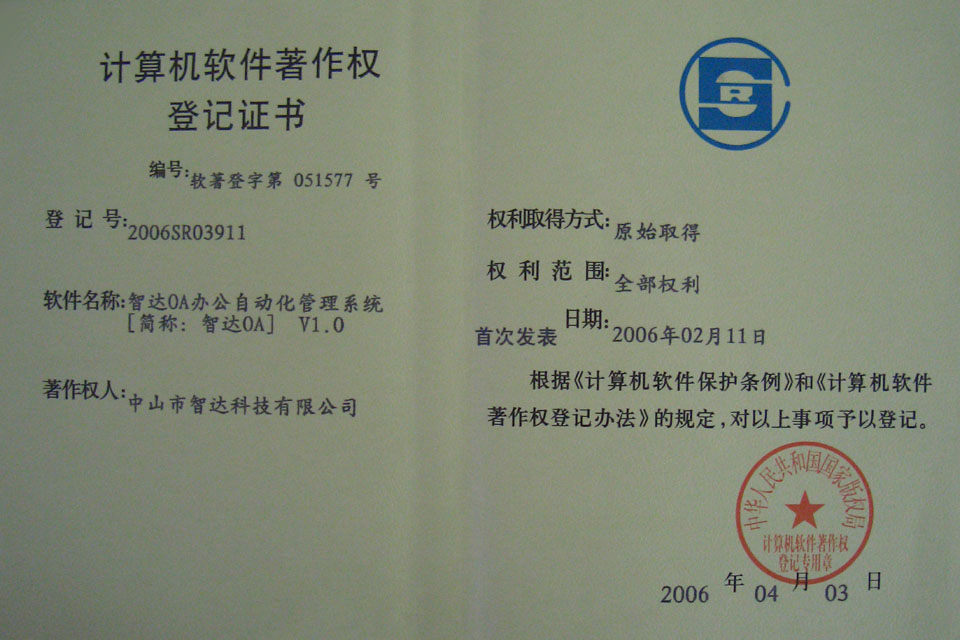 计算机软件著作权
登记证书
编号:软著登字第 051577 号
登 记 号:2006SR03911
软件名称:智达OA办公自动化管理系统
[简称: 智达OA] V1.0
著作权人:中山市智达科技有限公司
R
权利取得方式:原始取得
权 利 范 围:全部权利
首次发表 日期:2006年02月11日
根据《计算机软件保护条例》和《计算机软件
著作权登记办法》的规定,对以上事项予以登记。
中华人民共和国国家版权局
计算机软件著作权
登记专用章
2006 年 04 月 03 日